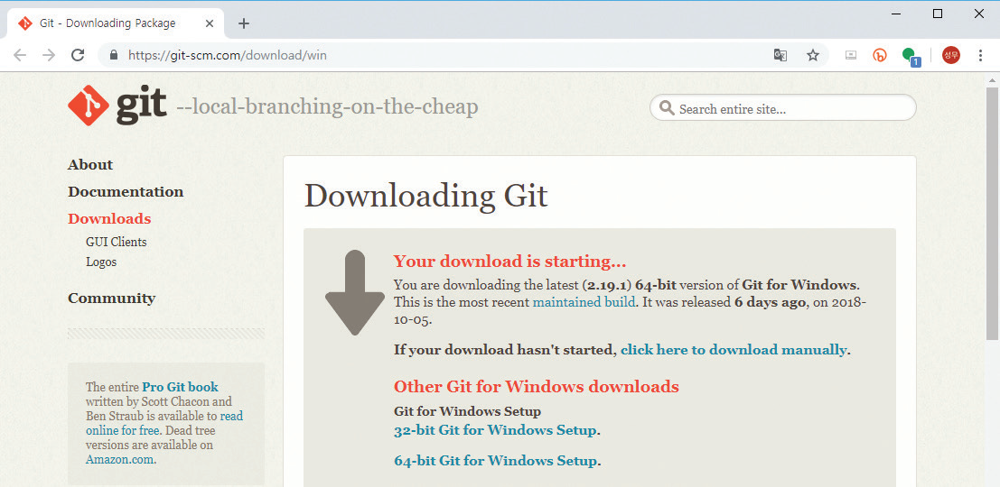 Git - Downloading Package
https://git-scm.com/download/win
1
성무
git --local-branching-on-the-cheap
Search entire site...
About
Documentation
Downloads
GUI Clients
Logos
Community
The entire Pro Git book
written by Scott Chacon and
Ben Straub is available to read
online for free. Dead tree
versions are available on
Amazon.com.
Downloading Git
Your download is starting...
You are downloading the latest (2.19.1) 64-bit version of Git for Windows.
This is the most recent maintained build. It was released 6 days ago, on 2018-
10-05.
If your download hasn't started, click here to download manually.
Other Git for Windows downloads
Git for Windows Setup
32-bit Git for Windows Setup.
64-bit Git for Windows Setup.